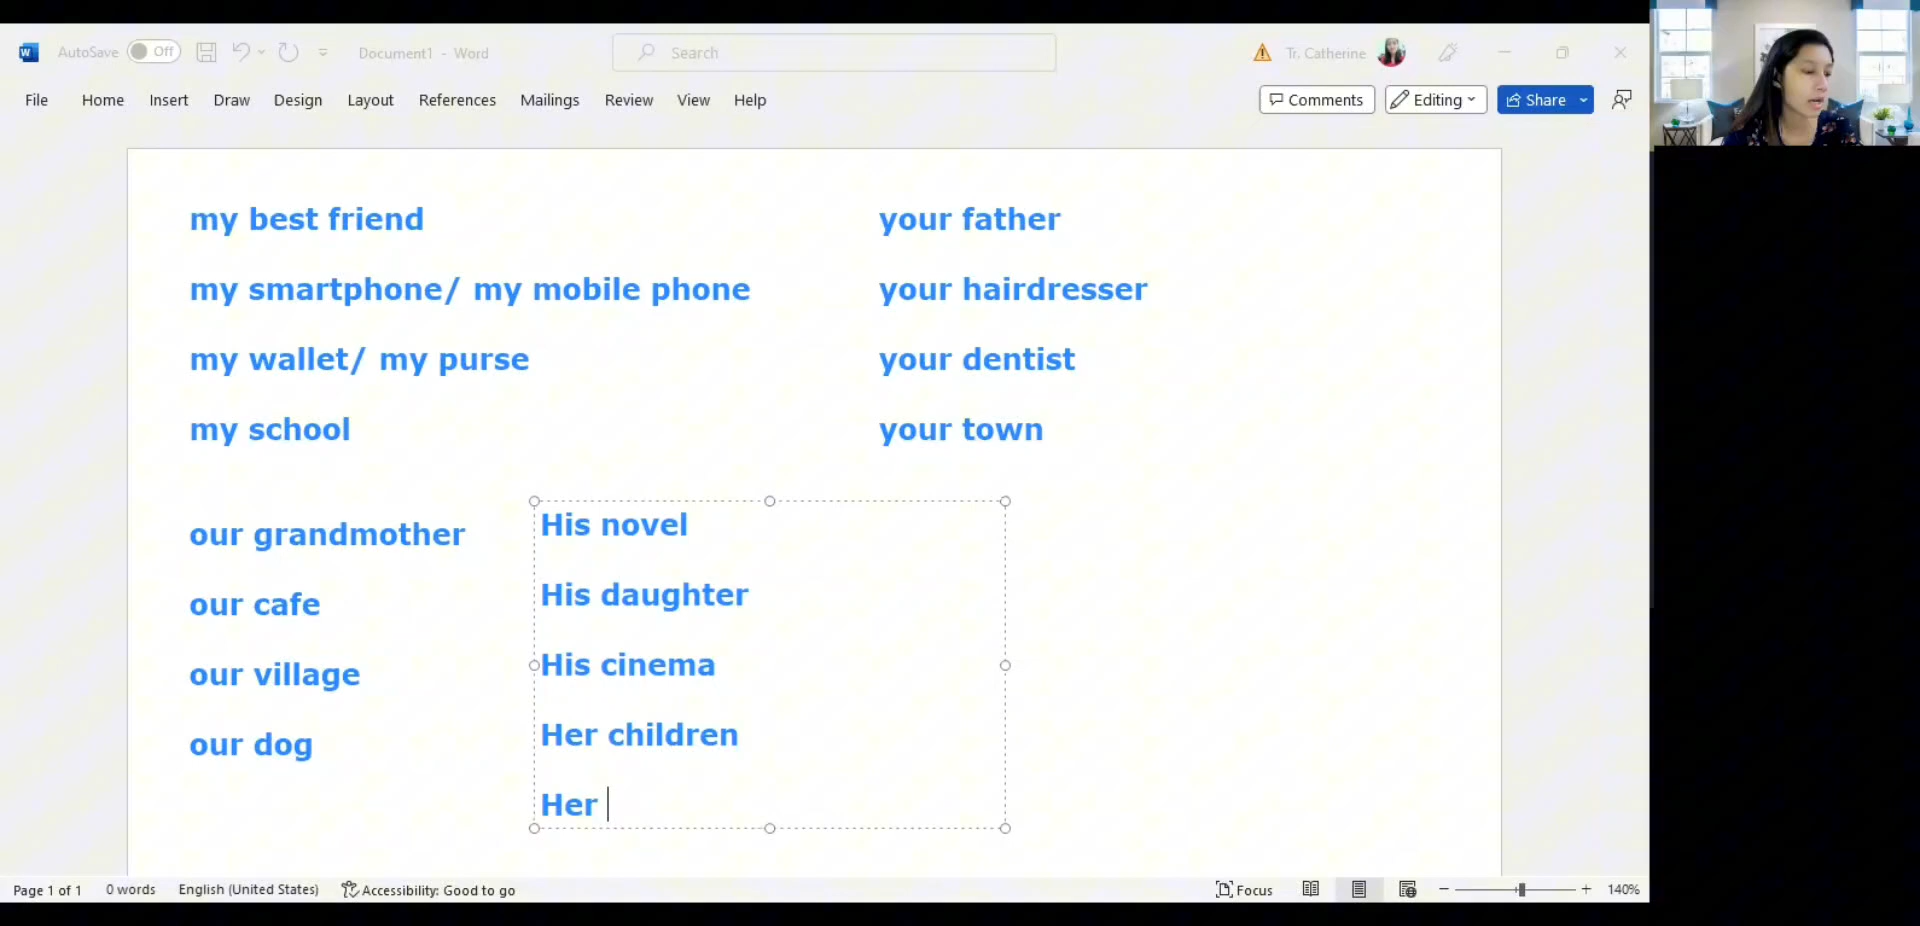 AutoSave Off Document1 - Word Search Tr. Catherine
File Home Insert Draw Design Layout References Mailings Review View Help Comments Editing Share
my best friend
my smartphone/ my mobile phone
my wallet/ my purse
my school
your father
your hairdresser
your dentist
your town
our grandmother
our cafe
our village
our dog
His novel
His daughter
His cinema
Her children
Her
Page 1 of 1 0 words English (United States) Accessibility: Good to go Focus 140%